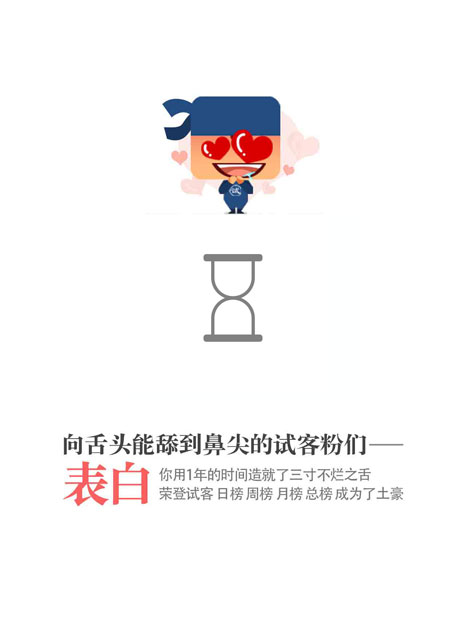 向舌头能舔到鼻尖的试客粉们——
表白
你用1年的时间造就了三寸不烂之舌
荣登试客 日榜 周榜 月榜 总榜 成为了土豪